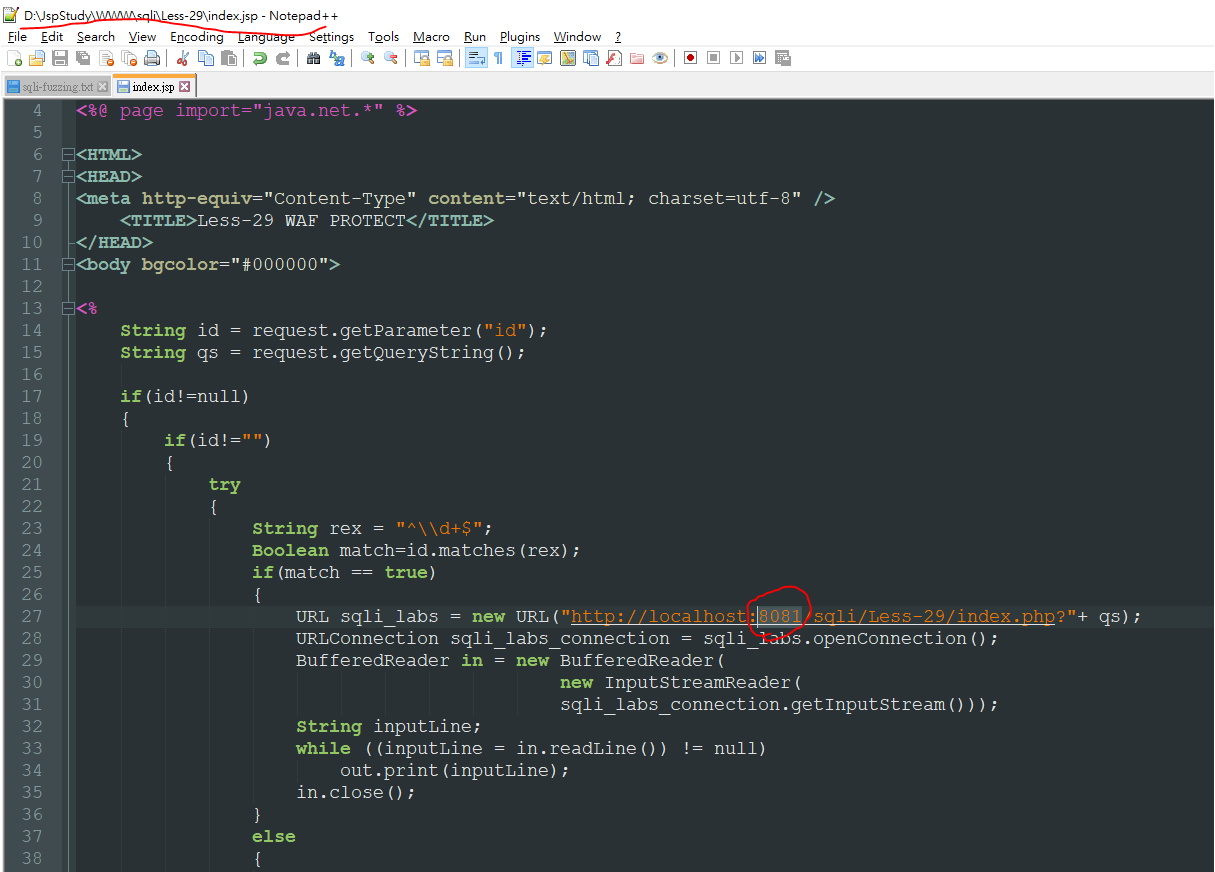 D:\JspStudy\WWW\sqli\Less-29\index.jsp - Notepad++
File Edit Search View Encoding Language Settings Tools Macro Run Plugins Window ?
sqli-fuzzing.txt index.jsp
4 <%@ page import="java.net.*" %>
5
6 <HTML>
7 <HEAD>
8 <meta http-equiv="Content-Type" content="text/html; charset=utf-8" />
9 <TITLE>Less-29 WAF PROTECT</TITLE>
10 </HEAD>
11 <body bgcolor="#000000">
12
13 <%
14 String id = request.getParameter("id");
15 String qs = request.getQueryString();
16
17 if(id!=null)
18 {
19 if(id!="")
20 {
21 try
22 {
23 String rex = "^\\d+$";
24 Boolean match=id.matches(rex);
25 if(match == true)
26 {
27 URL sqli_labs = new URL("http://localhost:8081/sqli/Less-29/index.php?"+ qs);
28 URLConnection sqli_labs_connection = sqli_labs.openConnection();
29 BufferedReader in = new BufferedReader(
30 new InputStreamReader(
31 sqli_labs_connection.getInputStream()));
32 String inputLine;
33 while ((inputLine = in.readLine()) != null)
34 out.print(inputLine);
35 in.close();
36 }
37 else
38 {